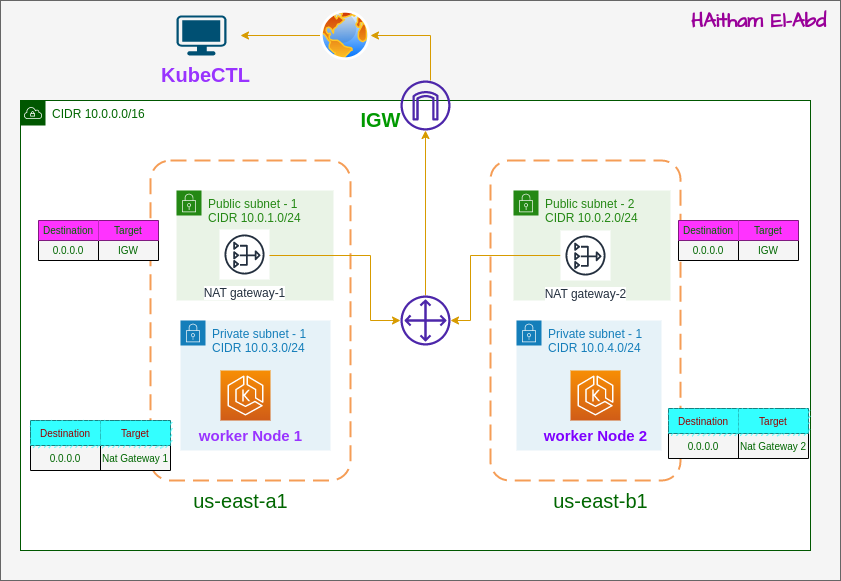 HAitham El-Abd
KubeCTL
IGW
CIDR 10.0.0.0/16
Public subnet - 1
CIDR 10.0.1.0/24
NAT gateway-1
Public subnet - 2
CIDR 10.0.2.0/24
NAT gateway-2
Destination Target
0.0.0.0 IGW
Destination Target
0.0.0.0 IGW
Private subnet - 1
CIDR 10.0.3.0/24
worker Node 1
Private subnet - 1
CIDR 10.0.4.0/24
worker Node 2
Destination Target
0.0.0.0 Nat Gateway 1
Destination Target
0.0.0.0 Nat Gateway 2
us-east-a1
us-east-b1